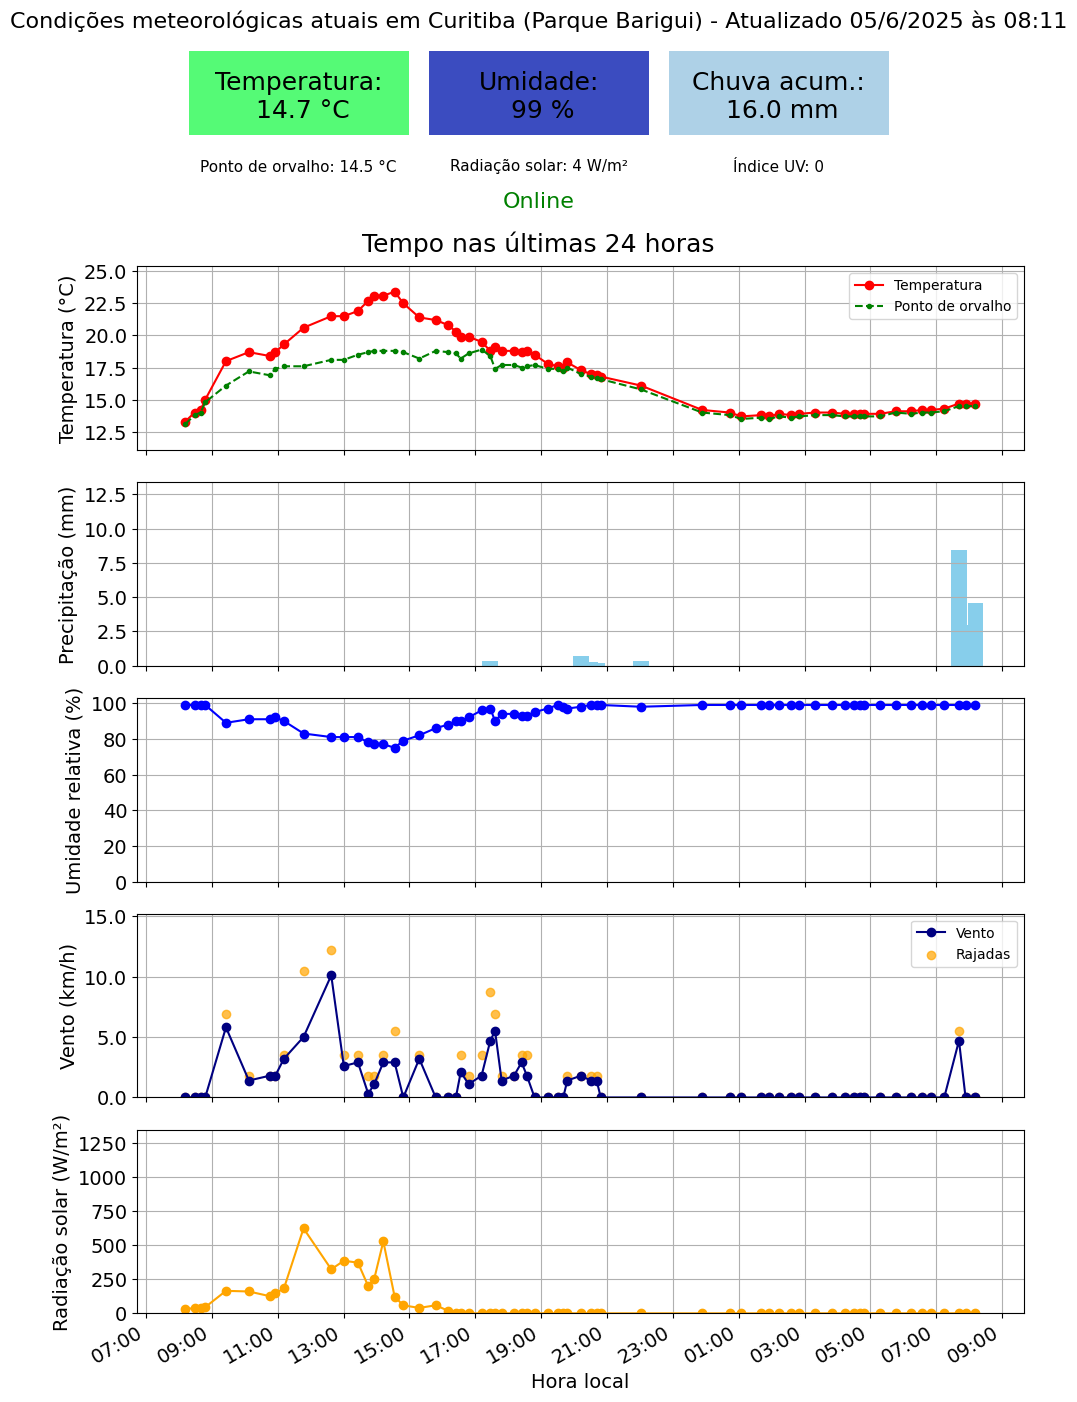 Condições meteorológicas atuais em Curitiba (Parque Barigui) - Atualizado 05/6/2025 às 08:11
Temperatura:
14.7 °C
Umidade:
99 %
Chuva acum.:
16.0 mm
Ponto de orvalho: 14.5 °C
Radiação solar: 4 W/m²
Índice UV: 0
Online
Tempo nas últimas 24 horas
Temperatura (°C)
25.0
22.5
20.0
17.5
15.0
12.5
Temperatura
Ponto de orvalho
Precipitação (mm)
12.5
10.0
7.5
5.0
2.5
0.0
Umidade relativa (%)
100
80
60
40
20
0
Vento (km/h)
15.0
10.0
5.0
0.0
Vento
Rajadas
Radiação solar (W/m²)
1250
1000
750
500
250
0
07:00
09:00
11:00
13:00
15:00
17:00
19:00
21:00
23:00
01:00
03:00
05:00
07:00
09:00
Hora local